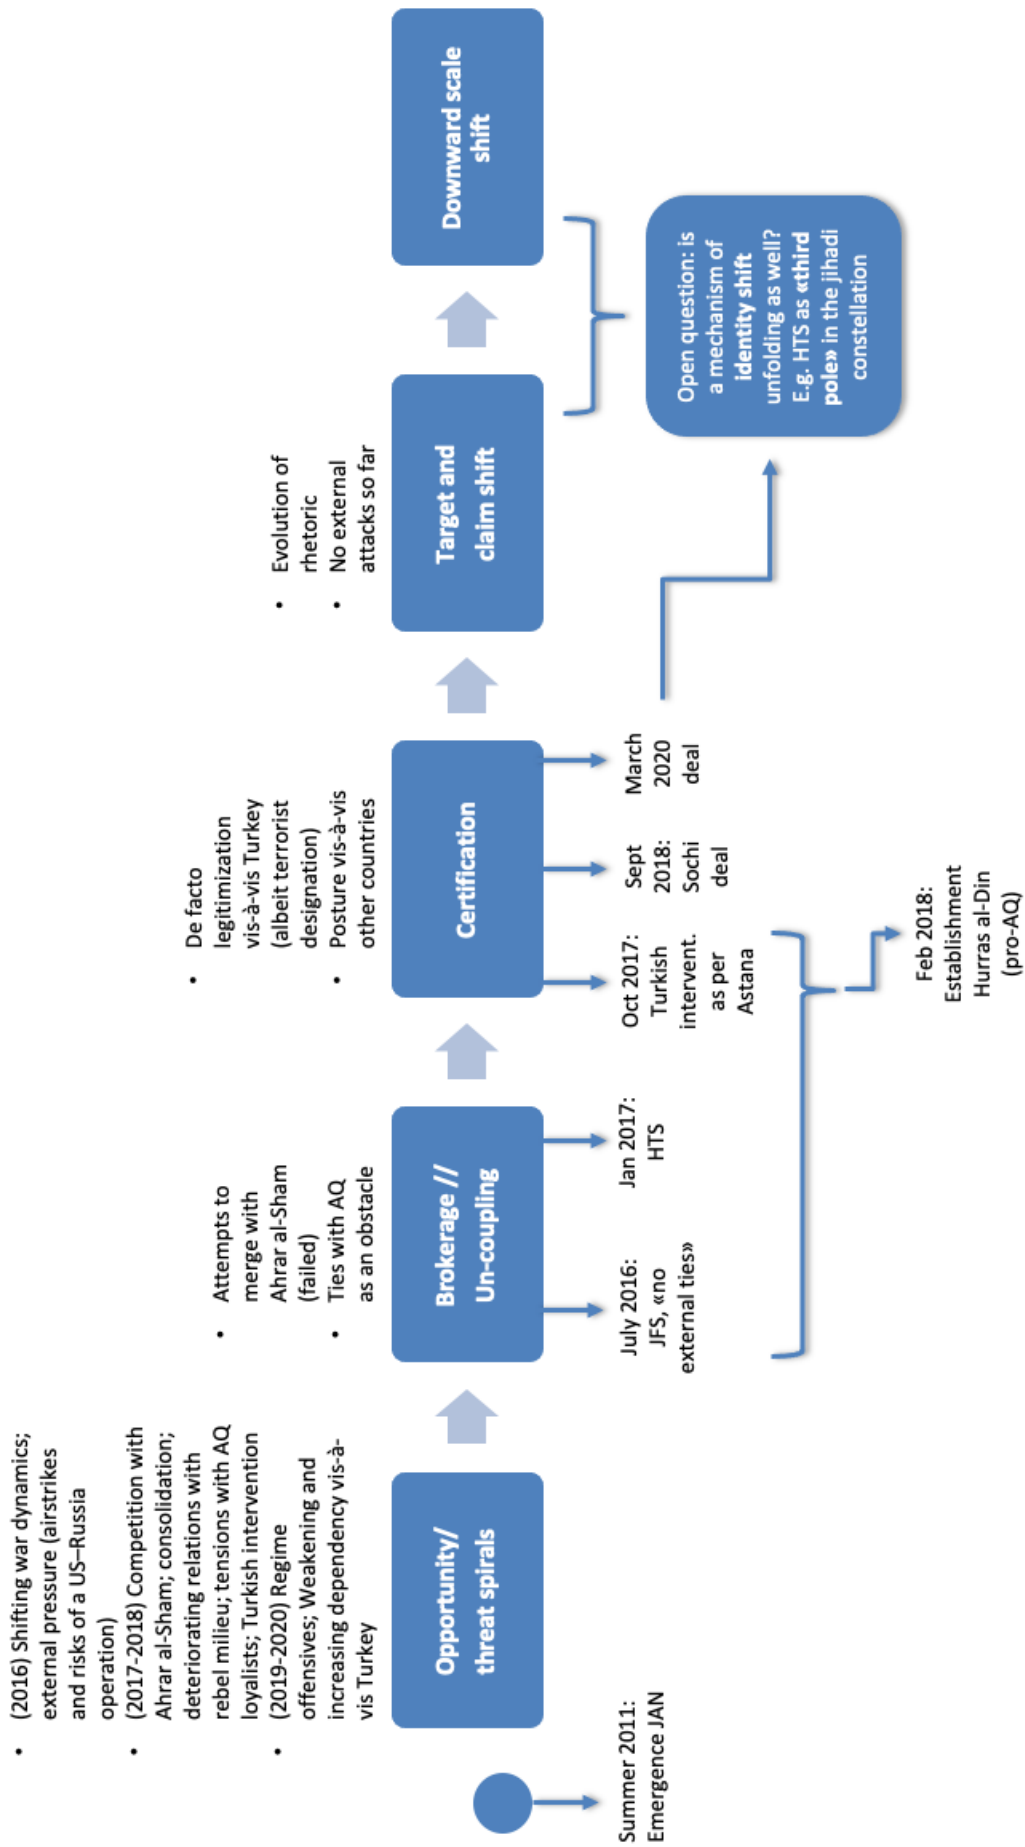 • (2016) Shifting war dynamics;
external pressure (airstrikes
and risks of a US–Russia
operation)
• (2017-2018) Competition with
Ahrar al-Sham; consolidation;
deteriorating relations with
rebel milieu; tensions with AQ
loyalists; Turkish intervention
• (2019-2020) Regime
offensives; Weakening and
increasing dependency vis-à-
vis Turkey
Opportunity/
threat spirals
Summer 2011:
Emergence JAN
• Attempts to
merge with
Ahrar al-Sham
(failed)
• Ties with AQ
as an obstacle
Brokerage //
Un-coupling
July 2016:
JFS, «no
external ties»
Jan 2017:
HTS
• De facto
legitimization
vis-à-vis Turkey
(albeit terrorist
designation)
• Posture vis-à-vis
other countries
Certification
Oct 2017:
Turkish
intervent.
as per
Astana
Sept
2018:
Sochi
deal
March
2020
deal
Feb 2018:
Establishment
Hurras al-Din
(pro-AQ)
• Evolution of
rhetoric
• No external
attacks so far
Target and
claim shift
Downward scale
shift
Open question: is
a mechanism of
identity shift
unfolding as well?
E.g. HTS as «third
pole» in the jihadi
constellation